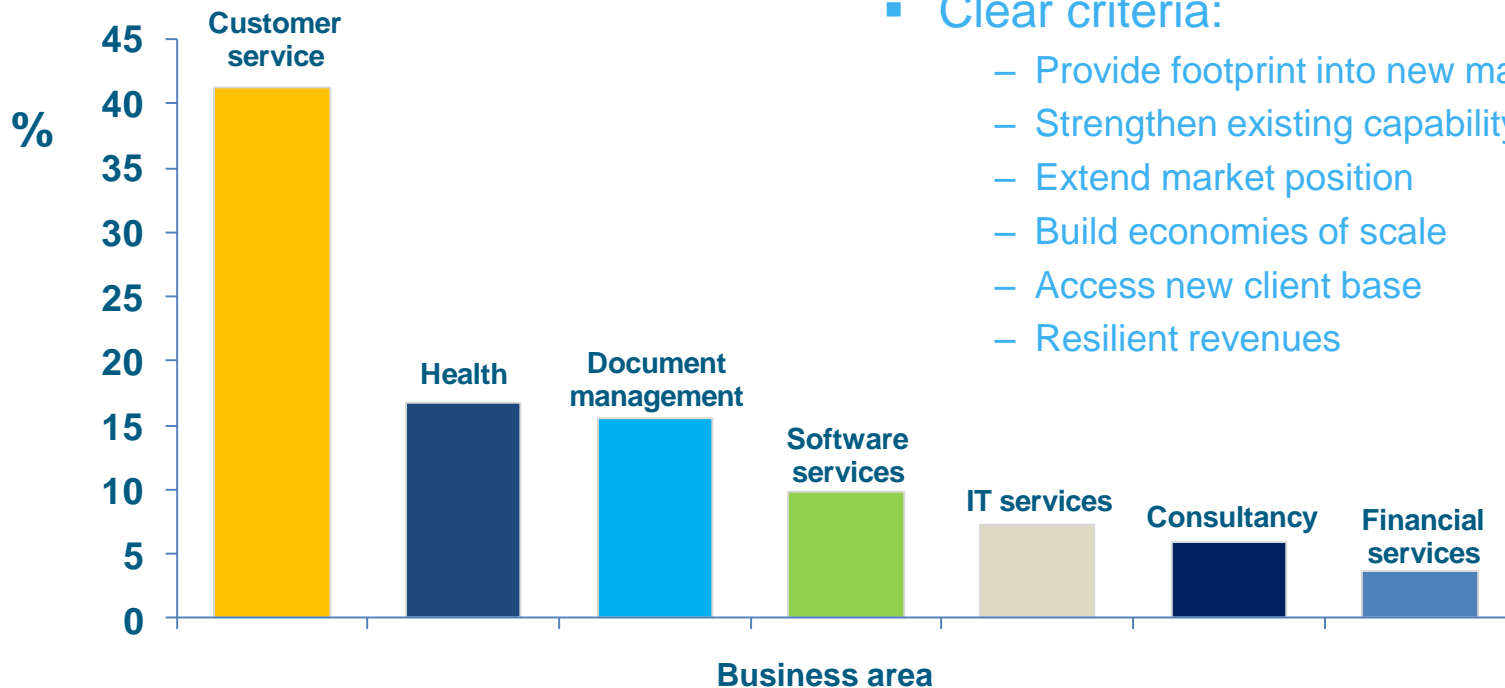 Clear criteria:
– Provide footprint into new ma
– Strengthen existing capability
– Extend market position
– Build economies of scale
– Access new client base
– Resilient revenues
%
45
40
35
30
25
20
15
10
5
0
Customer
service
Health
Document
management
Software
services
IT services
Consultancy
Financial
services
Business area